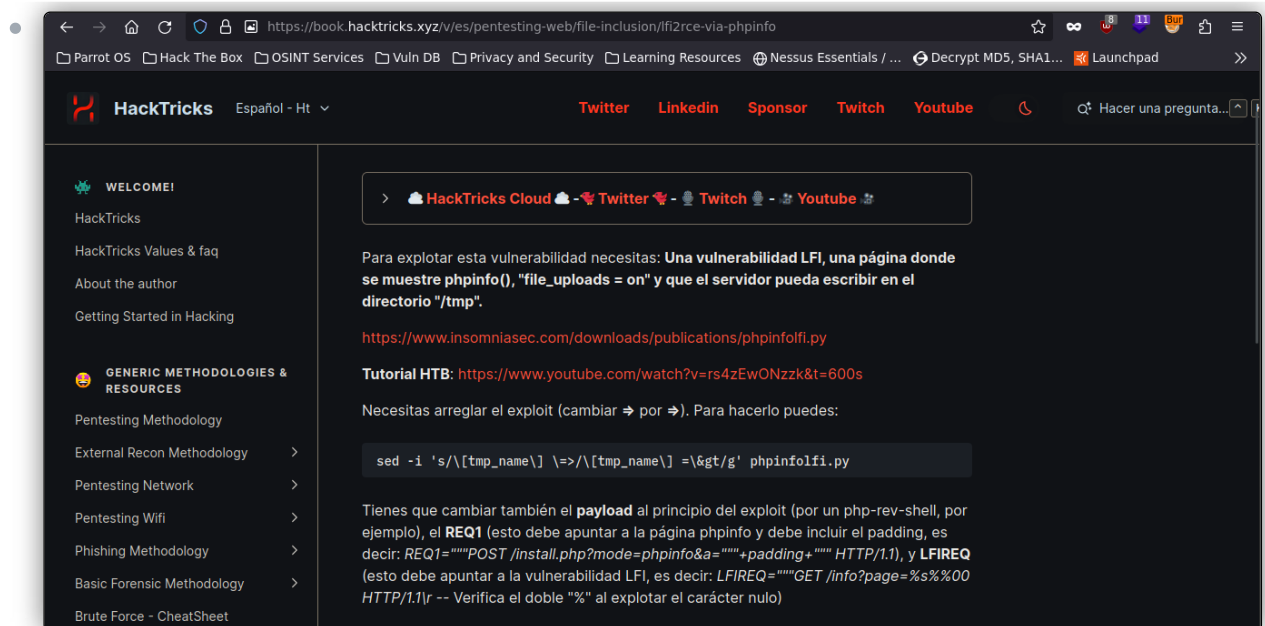 https://book.hacktricks.xyz/v/es/pentesting-web/file-inclusion/lfi2rce-via-phpinfo
8
11
Bur
Parrot OS Hack The Box OSINT Services Vuln DB Privacy and Security Learning Resources Nessus Essentials / ... Decrypt MD5, SHA1... Launchpad
HackTricks Español - Ht Twitter Linkedin Sponsor Twitch Youtube Hacer una pregunta... ^
WELCOME!
HackTricks
HackTricks Values & faq
About the author
Getting Started in Hacking
GENERIC METHODOLOGIES &
RESOURCES
Pentesting Methodology
External Recon Methodology
Pentesting Network
Pentesting Wifi
Phishing Methodology
Basic Forensic Methodology
Brute Force - CheatSheet
HackTricks Cloud - Twitter - Twitch - Youtube
Para explotar esta vulnerabilidad necesitas: Una vulnerabilidad LFI, una página donde
se muestre phpinfo(), "file_uploads = on" y que el servidor pueda escribir en el
directorio "/tmp".
https://www.insomniasec.com/downloads/publications/phpinfolfi.py
Tutorial HTB: https://www.youtube.com/watch?v=rs4zEwONzzk&t=600s
Necesitas arreglar el exploit (cambiar => por =>). Para hacerlo puedes:
sed -i 's/\[tmp_name\] \=>/\[tmp_name\] =\&gt/g' phpinfolfi.py
Tienes que cambiar también el payload al principio del exploit (por un php-rev-shell, por
ejemplo), el REQ1 (esto debe apuntar a la página phpinfo y debe incluir el padding, es
decir: REQ1="""POST /install.php?mode=phpinfo&a="""+padding+""" HTTP/1.1), y LFIREQ
(esto debe apuntar a la vulnerabilidad LFI, es decir: LFIREQ="""GET /info?page=%s%%00
HTTP/1.1\r -- Verifica el doble "%" al explotar el carácter nulo)